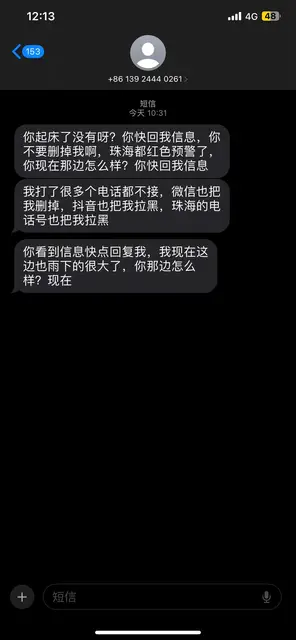 12:13
4G
48
153
+86 139 2444 0261
短信
今天 10:31
你起床了没有呀？你快回我信息，你
不要删掉我啊，珠海都红色预警了，
你现在那边怎么样？你快回我信息
我打了很多个电话都不接，微信也把
我删掉，抖音也把我拉黑，珠海的电
话号也把我拉黑
你看到信息快点回复我，我现在这
边也雨下的很大了，你那边怎么
样？现在
短信